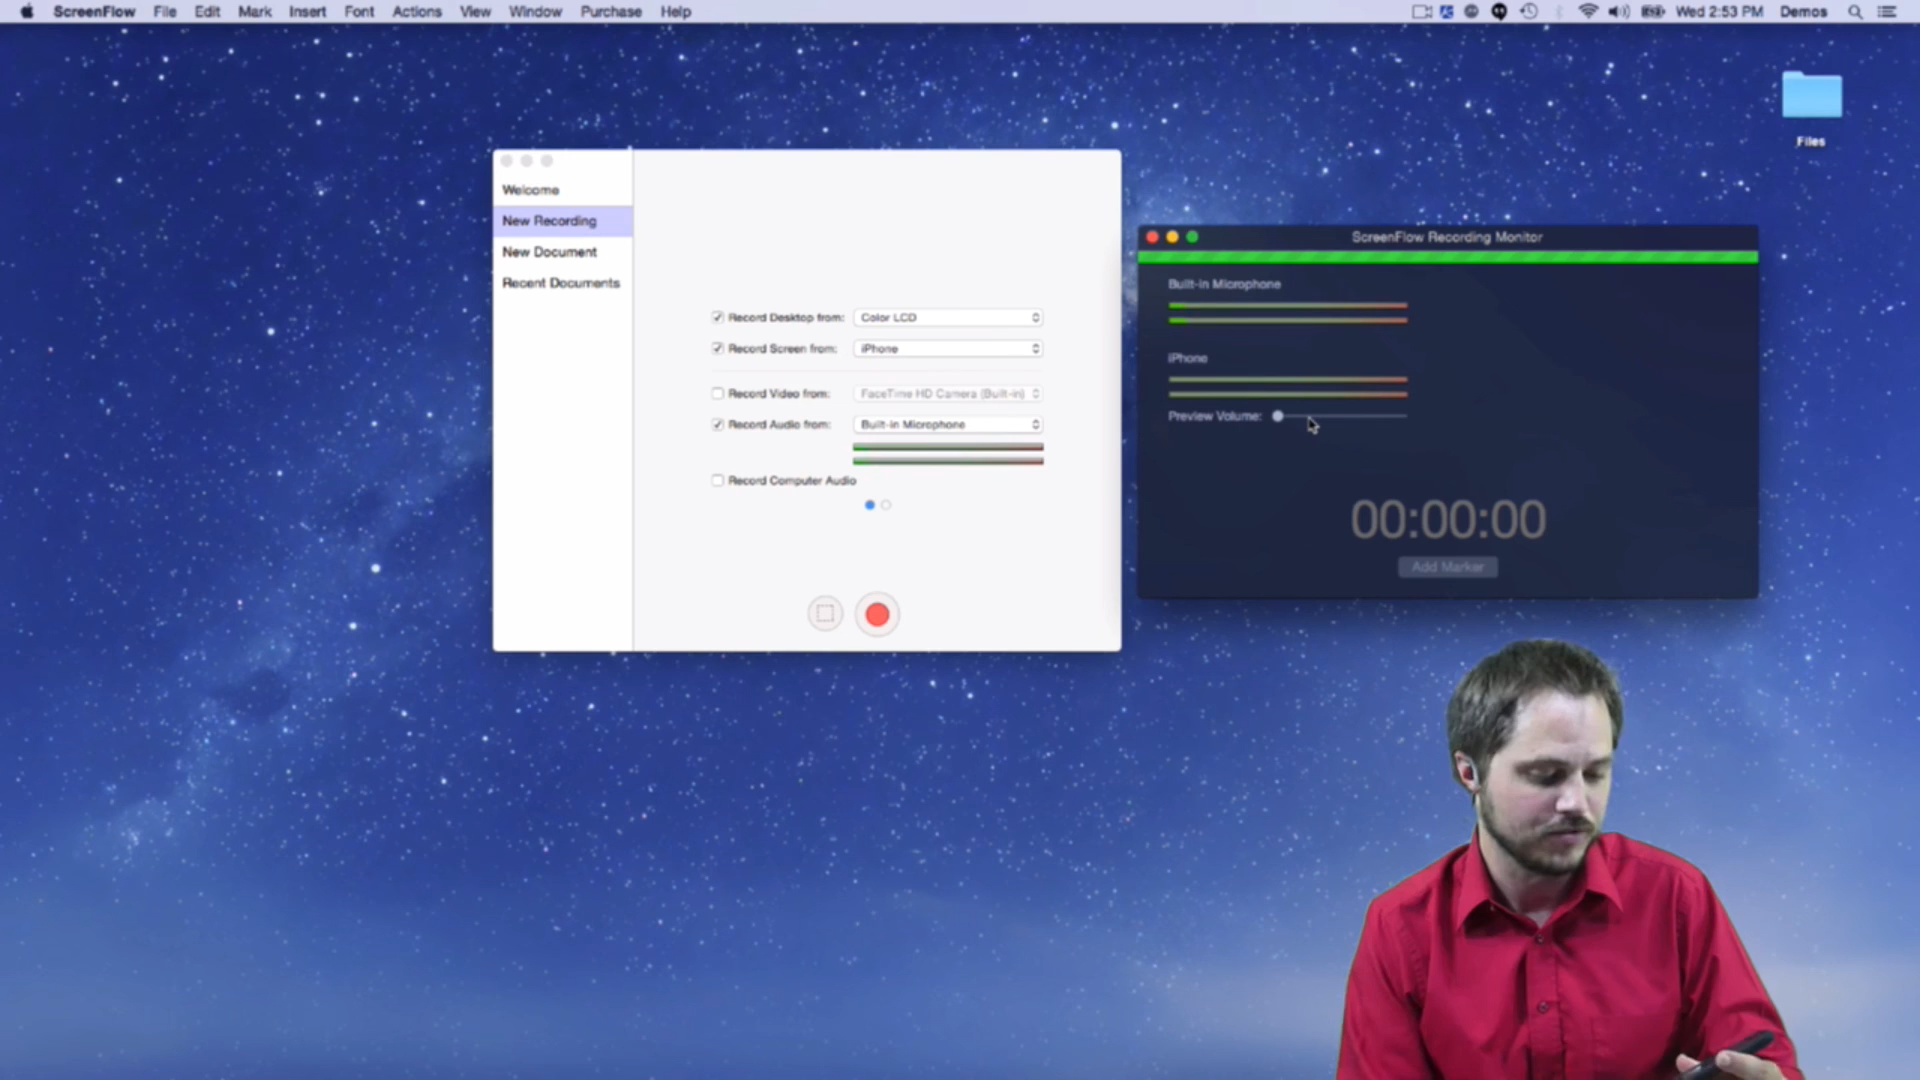 ScreenFlow File Edit Mark Insert Font Actions View Window Purchase Help Wed 2:53 PM Demos
Files
Welcome
New Recording
New Document
Recent Documents
Record Desktop from: Color LCD
Record Screen from: iPhone
Record Video from: FaceTime HD Camera (Built-in)
Record Audio from: Built-in Microphone
Record Computer Audio
ScreenFlow Recording Monitor
Built-in Microphone
iPhone
Preview Volume:
00:00:00
Add Marker